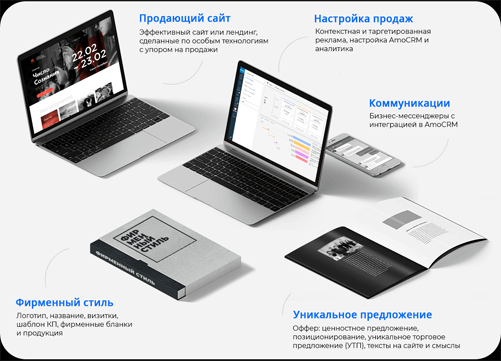 Продающий сайт
Эффективный сайт или лендинг,
сделанные по особым технологиям
с упором на продажи
Настройка продаж
Контекстная и таргетированная
реклама, настройка AmoCRM и
аналитика
22.02
23.02
Число
Сознания
Коммуникации
Бизнес-мессенджеры с
интеграцией в AmoCRM
ФИР
МЕН
НЫЙ
СТИЛЬ
ФИРМЕННЫЙ СТИЛЬ
Фирменный стиль
Логотип, название, визитки,
шаблон КП, фирменные бланки
и продукция
Уникальное предложение
Оффер: ценностное предложение,
позиционирование, уникальное торговое
предложение (УТП), тексты на сайте и смыслы